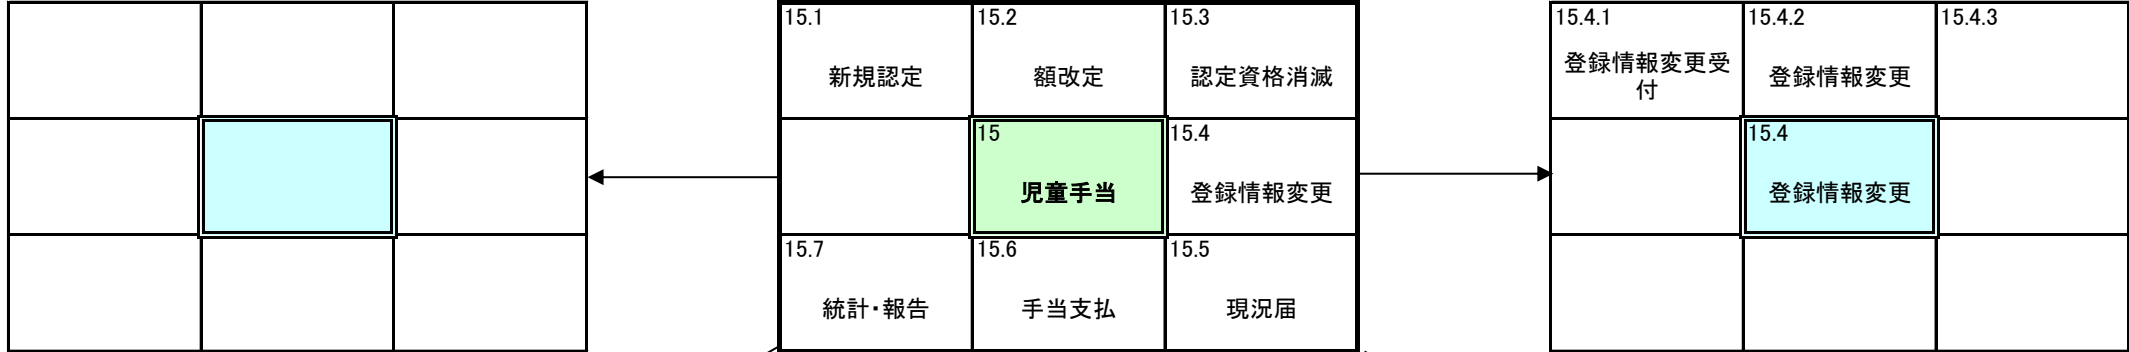 15.1
新規認定
15.2
額改定
15.3
認定資格消滅
15
児童手当
15.4
登録情報変更
15.7
統計・報告
15.6
手当支払
15.5
現況届
15.4.1
登録情報変更受
付
15.4.2
登録情報変更
15.4.3
15.4
登録情報変更